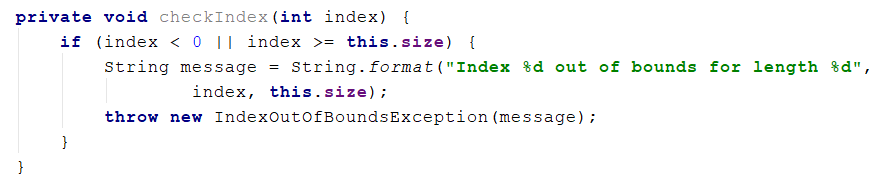 private void checkIndex(int index) {
    if (index < 0 || index >= this.size) {
        String message = String.format("Index %d out of bounds for length %d",
                index, this.size);
        throw new IndexOutOfBoundsException(message);
    }
}